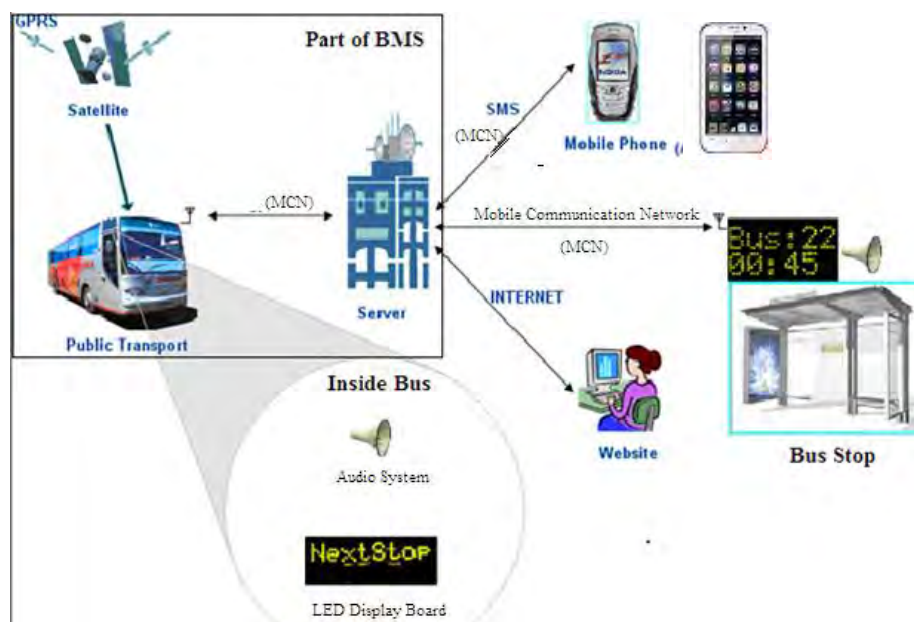 GPRS
Part of BMS
Satellite
SMS
(MCN)
NOKIA
Mobile Phone (
(MCN)
Mobile Communication Network
(MCN)
Bus:22
00:45
INTERNET
Server
Public Transport
Inside Bus
Audio System
Website
Bus Stop
NextStop
LED Display Board